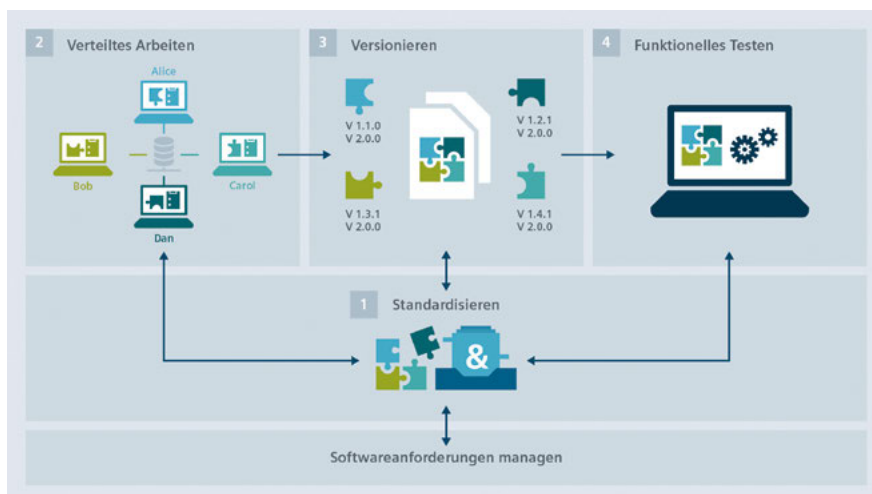 2 Verteiltes Arbeiten
Alice
Bob
Carol
Dan
3 Versionieren
V 1.1.0
V 2.0.0
V 1.2.1
V 2.0.0
V 1.3.1
V 2.0.0
V 1.4.1
V 2.0.0
4 Funktionelles Testen
1 Standardisieren
&
Softwareanforderungen managen